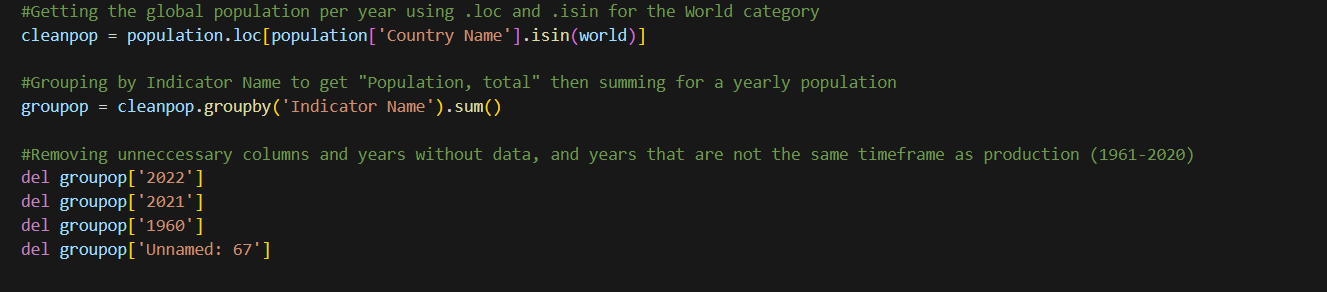 #Getting the global population per year using .loc and .isin for the World category
cleanpop = population.loc[population['Country Name'].isin(world)]
#Grouping by Indicator Name to get "Population, total" then summing for a yearly population
groupop = cleanpop.groupby('Indicator Name').sum()
#Removing unneccessary columns and years without data, and years that are not the same timeframe as production (1961-2020)
del groupop['2022']
del groupop['2021']
del groupop['1960']
del groupop['Unnamed: 67']